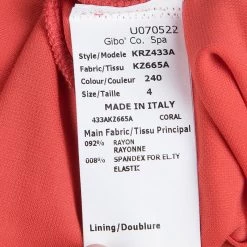 U070522
Gibo' Co. Spa
Style/Modele KRZ433A
Fabric/Tissu KZ665A
Colour/Couleur 240
Size/Taille 4
MADE IN ITALY
433AKZ665A CORAL
Main Fabric/Tissu Principal
092% RAYON
RAYONNE
008% SPANDEX FOR EL.TY
ELASTIC
Lining/Doublure